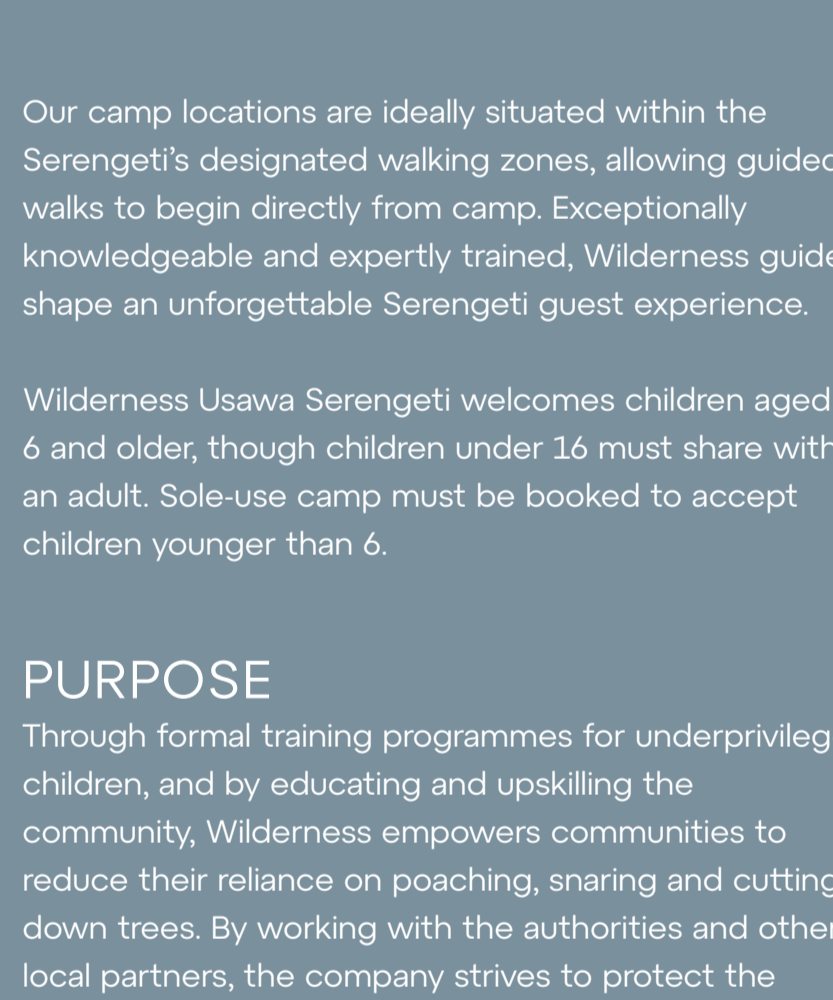 Our camp locations are ideally situated within the
Serengeti’s designated walking zones, allowing guided
walks to begin directly from camp. Exceptionally
knowledgeable and expertly trained, Wilderness guide
shape an unforgettable Serengeti guest experience.
Wilderness Usawa Serengeti welcomes children aged
6 and older, though children under 16 must share with
an adult. Sole-use camp must be booked to accept
children younger than 6.
PURPOSE
Through formal training programmes for underprivileg
children, and by educating and upskilling the
community, Wilderness empowers communities to
reduce their reliance on poaching, snaring and cutting
down trees. By working with the authorities and other
local partners, the company strives to protect the